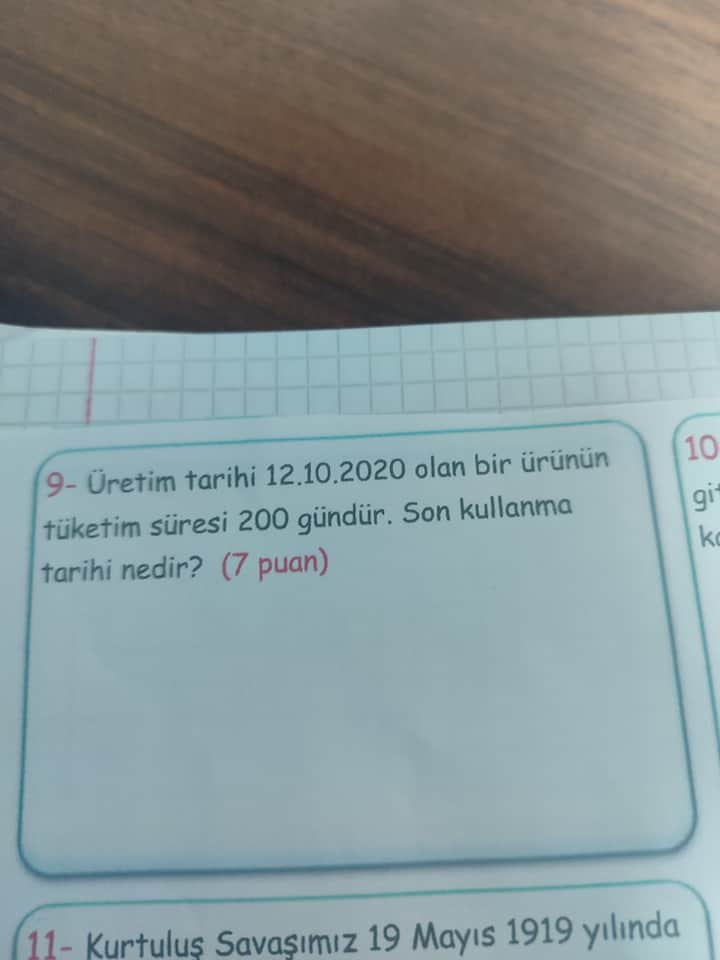 9- Üretim tarihi 12.10.2020 olan bir ürünün
tüketim süresi 200 gündür. Son kullanma
tarihi nedir? (7 puan)
10
11- Kurtuluş Savaşımız 19 Mayıs 1919 yılında